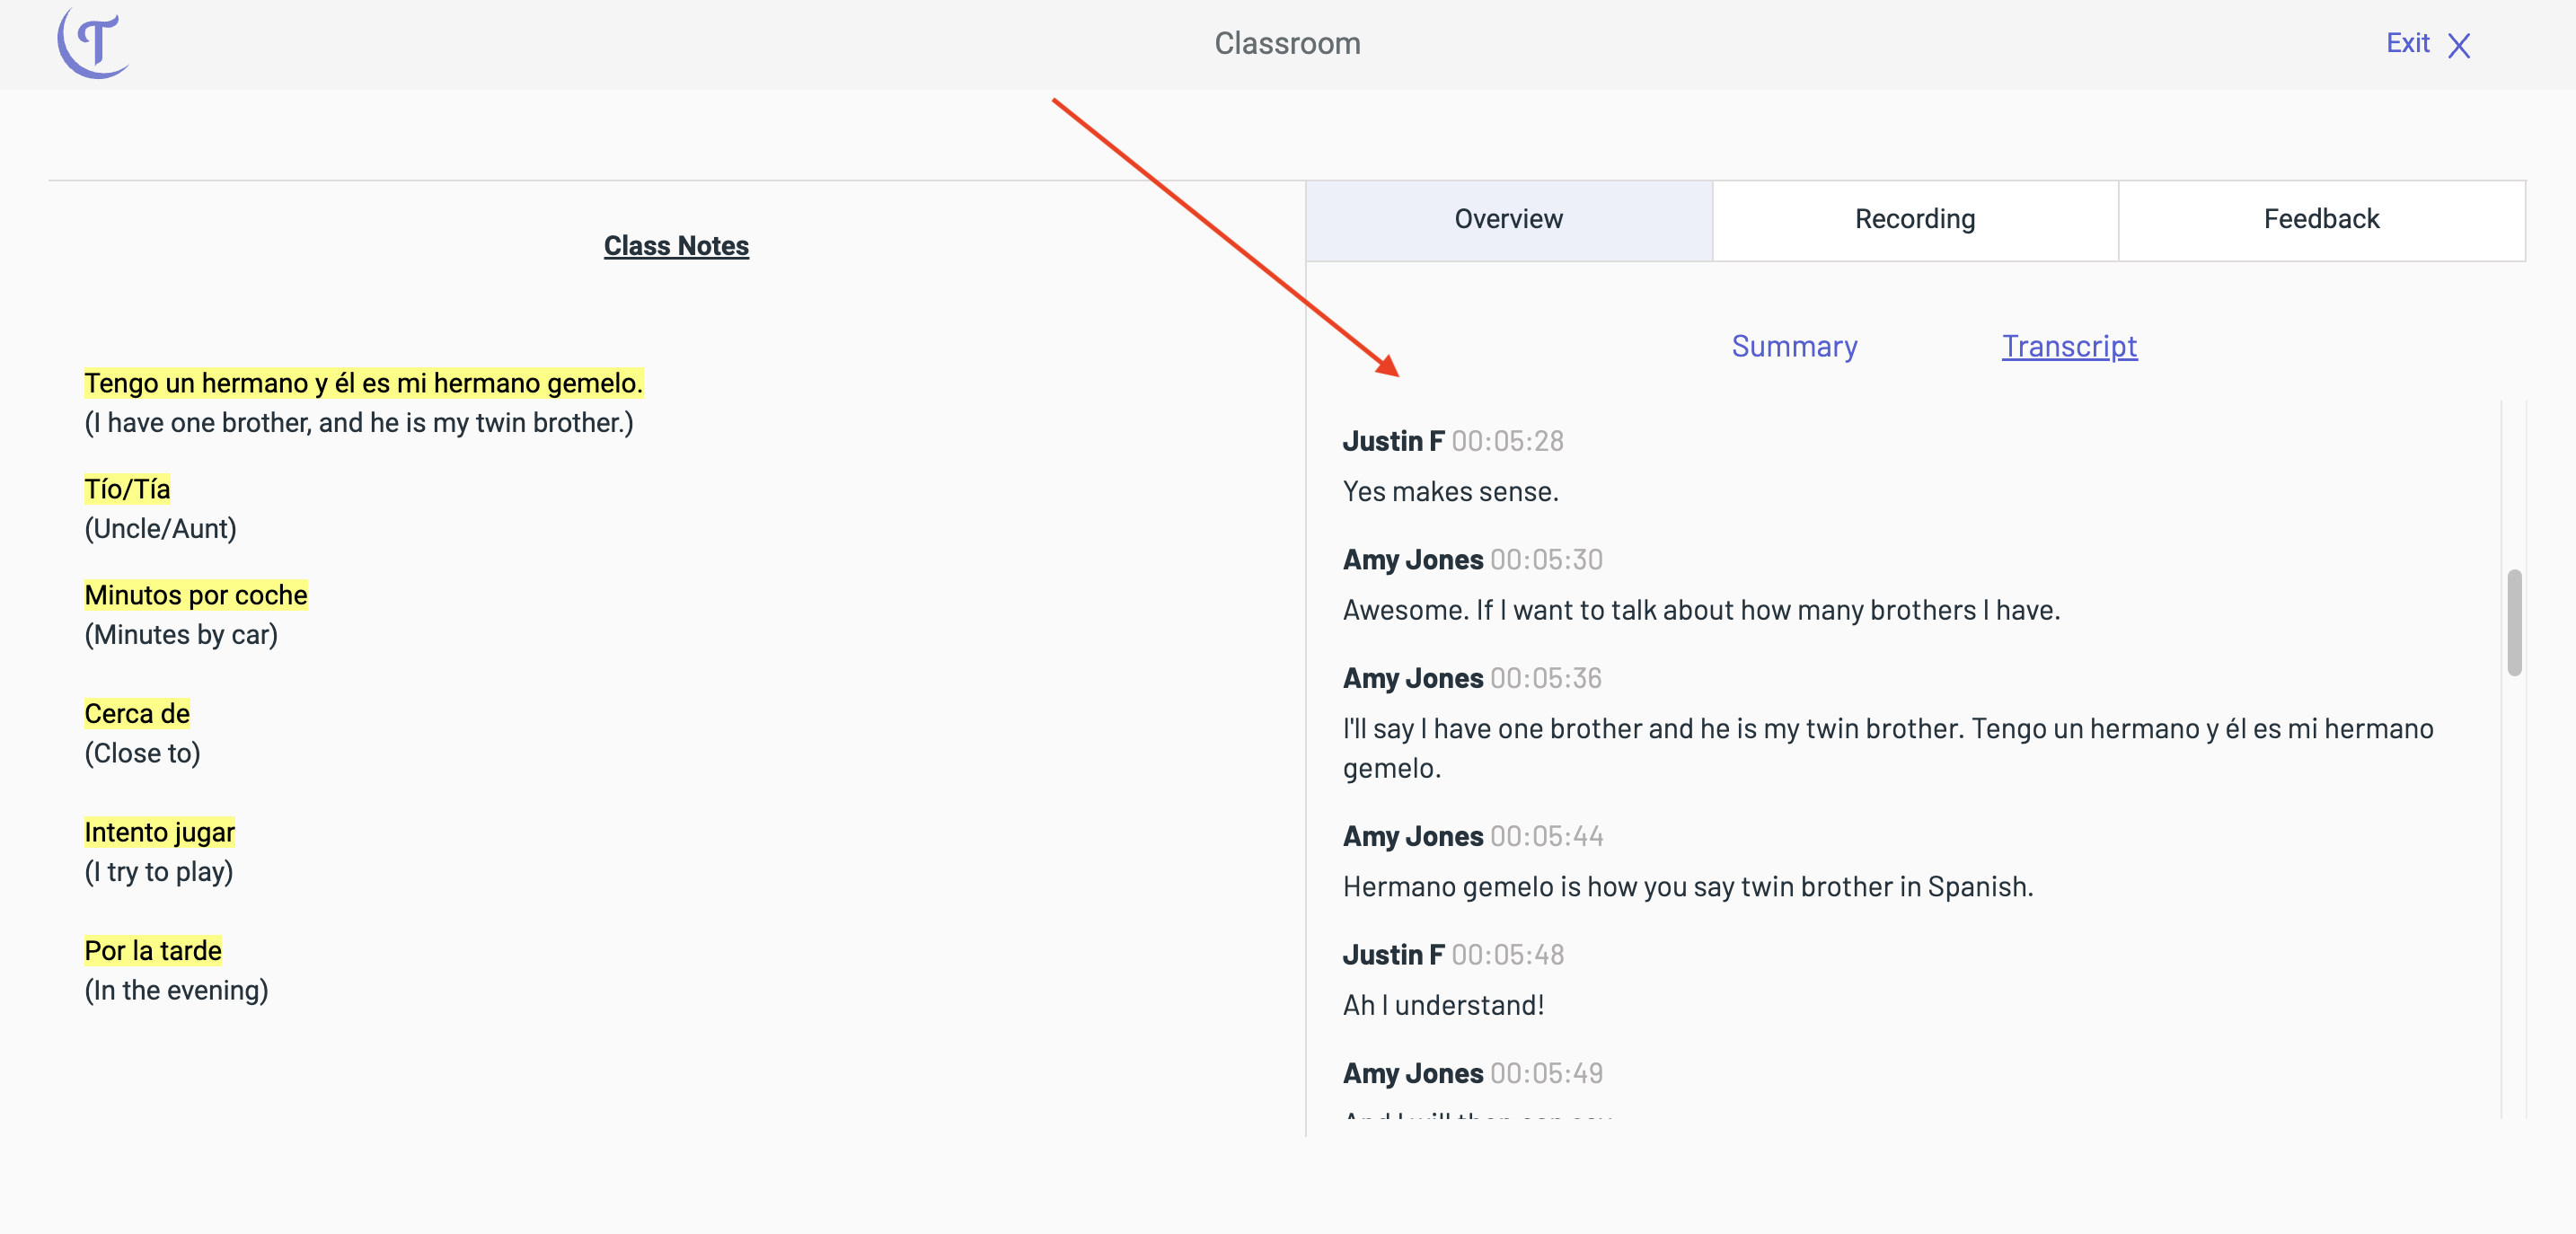 T
Classroom
Exit
Class Notes
Tengo un hermano y él es mi hermano gemelo.
(I have one brother, and he is my twin brother.)
Tío/Tía
(Uncle/Aunt)
Minutos por coche
(Minutes by car)
Cerca de
(Close to)
Intento jugar
(I try to play)
Por la tarde
(In the evening)
Overview
Recording
Feedback
Summary
Transcript
Justin F 00:05:28
Yes makes sense.
Amy Jones 00:05:30
Awesome. If I want to talk about how many brothers I have.
Amy Jones 00:05:36
I'll say I have one brother and he is my twin brother. Tengo un hermano y él es mi hermano
gemelo.
Amy Jones 00:05:44
Hermano gemelo is how you say twin brother in Spanish.
Justin F 00:05:48
Ah I understand!
Amy Jones 00:05:49
And I will then